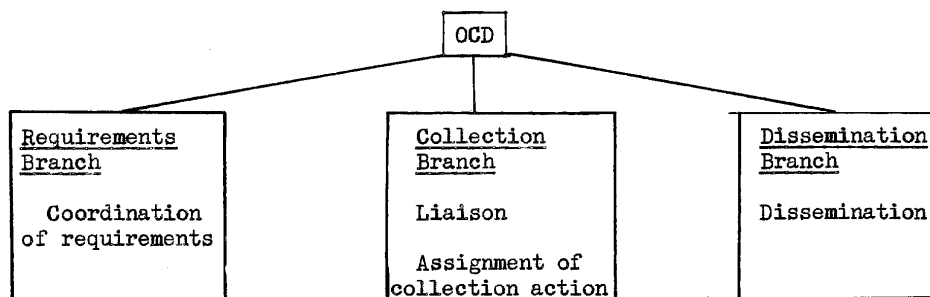 OCD
Requirements
Branch
Coordination
of requirements
Collection
Branch
Liaison
Assignment of
collection action
Dissemination
Branch
Dissemination